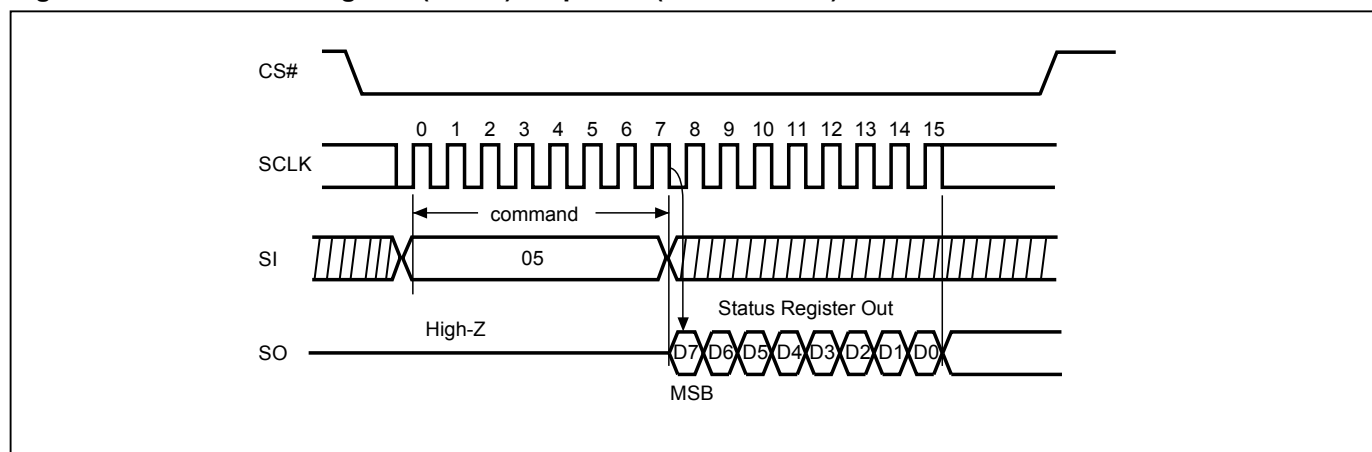 CS#
0 1 2 3 4 5 6 7 8 9 10 11 12 13 14 15
SCLK
command
SI
05
Status Register Out
High-Z
SO
D7 D6 D5 D4 D3 D2 D1 D0
MSB